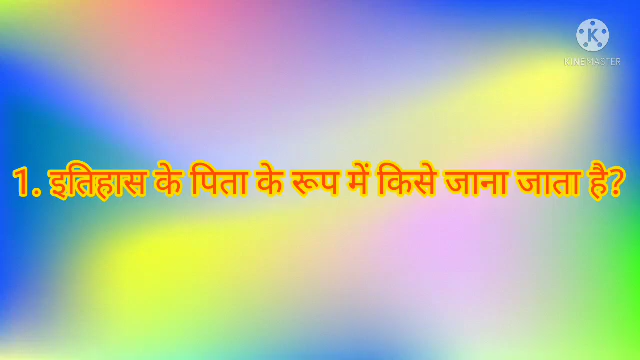 KINEMASTER
1. इतिहास के पिता के रूप में किसे जाना जाता है?